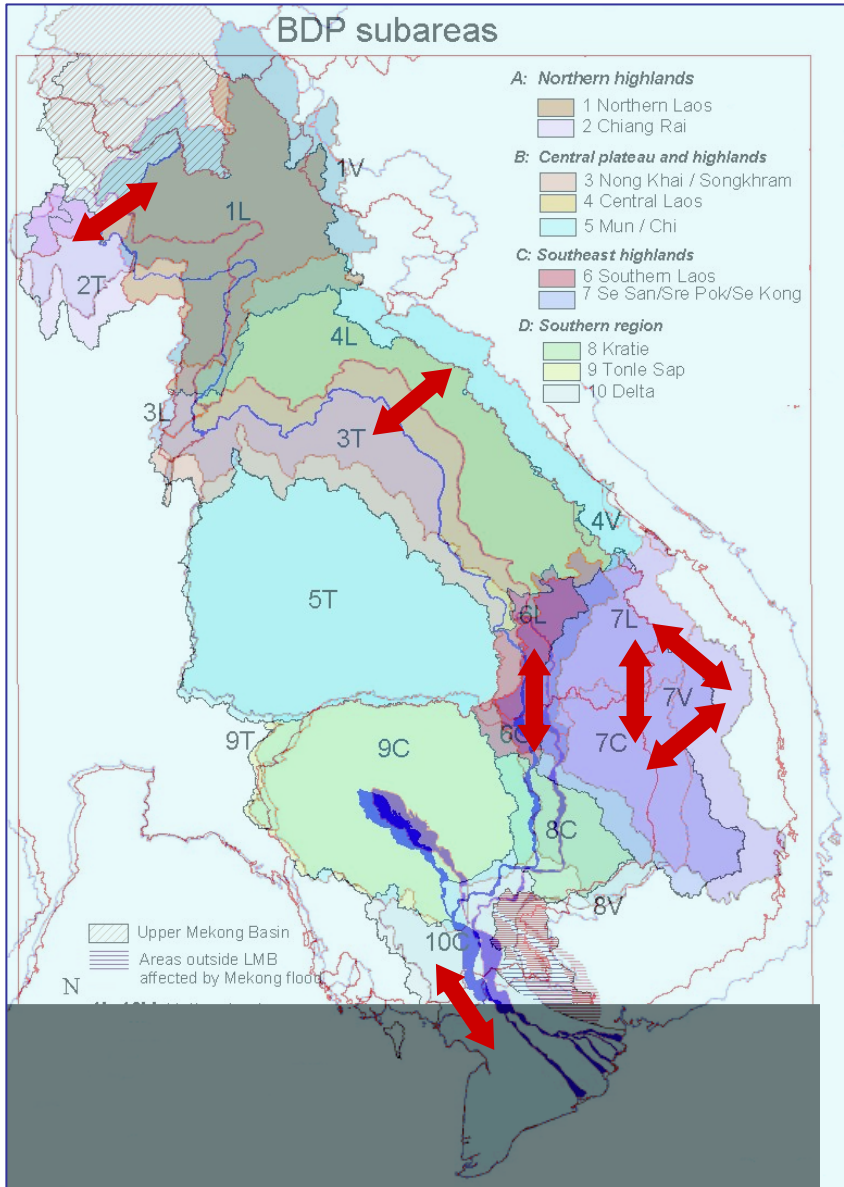 BDP subareas
A: Northern highlands
1 Northern Laos
2 Chiang Rai
B: Central plateau and highlands
3 Nong Khai / Songkhram
4 Central Laos
5 Mun / Chi
C: Southeast highlands
6 Southern Laos
7 Se San/Sre Pok/Se Kong
D: Southern region
8 Kratie
9 Tonle Sap
10 Delta
1V
1L
2T
4L
3L
3T
4V
5T
6L
7L
7V
6C
7C
9T
9C
8C
8V
10C
Upper Mekong Basin
Areas outside LMB
affected by Mekong flood
N